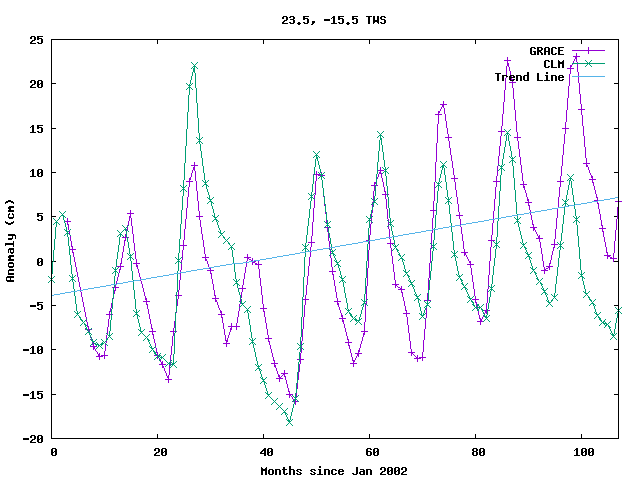 23.5, -15.5 TWS
GRACE
CLM
Trend Line
25
20
15
10
5
0
-5
-10
-15
-20
Anomaly (cm)
0 20 40 60 80 100
Months since Jan 2002